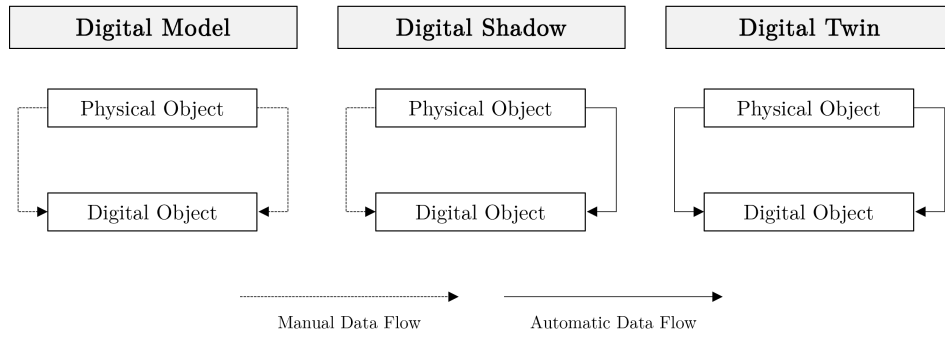 Digital Model
Digital Shadow
Digital Twin
Physical Object
Physical Object
Physical Object
Digital Object
Digital Object
Digital Object
Manual Data Flow
Automatic Data Flow